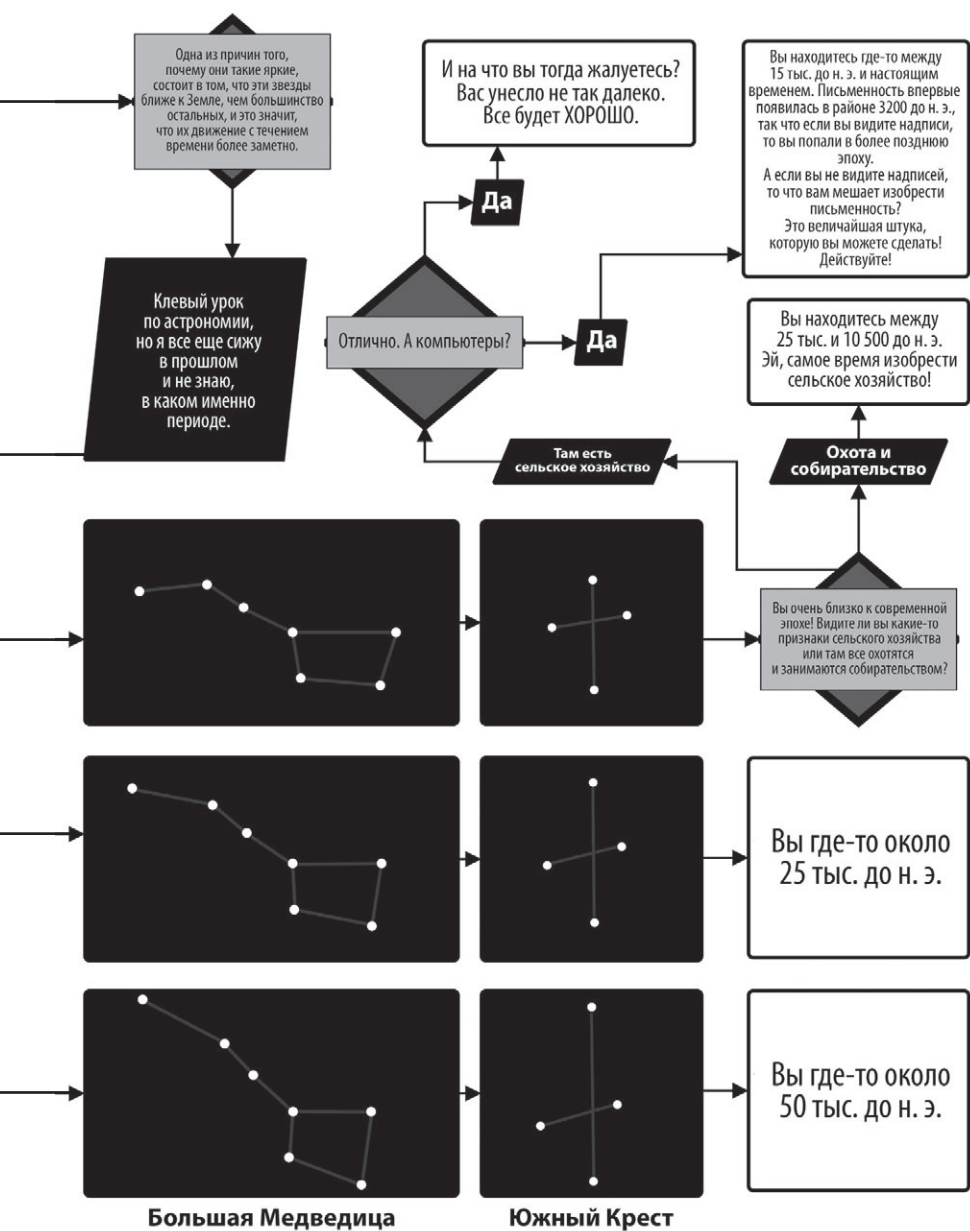 Одна из причин того,
почему они такие яркие,
состоит в том, что эти звезды
ближе к Земле, чем большинство
остальных, и это значит,
что их движение с течением
времени более заметно.
И на что вы тогда жалуетесь?
Вас унесло не так далеко.
Все будет ХОРОШО.
Вы находитесь где-то между
15 тыс. до н. э. и настоящим
временем. Письменность впервые
появилась в районе 3200 до н. э.,
так что если вы видите надписи,
то вы попали в более позднюю
эпоху.
А если вы не видите надписей,
то что вам мешает изобрести
письменность?
Это величайшая штука,
которую вы можете сделать!
Действуйте!
Да
Клевый урок
по астрономии,
но я все еще сижу
в прошлом
и не знаю,
в каком именно
периоде.
Отлично. А компьютеры?
Да
Вы находитесь между
25 тыс. и 10 500 до н. э.
Эй, самое время изобрести
сельское хозяйство!
Там есть
сельское хозяйство
Охота и
собирательство
Вы очень близко к современной
эпохе! Видите ли вы какие-то
признаки сельского хозяйства
или там все охотятся
и занимаются собирательством?
Вы где-то около
25 тыс. до н. э.
Вы где-то около
50 тыс. до н. э.
Большая Медведица
Южный Крест